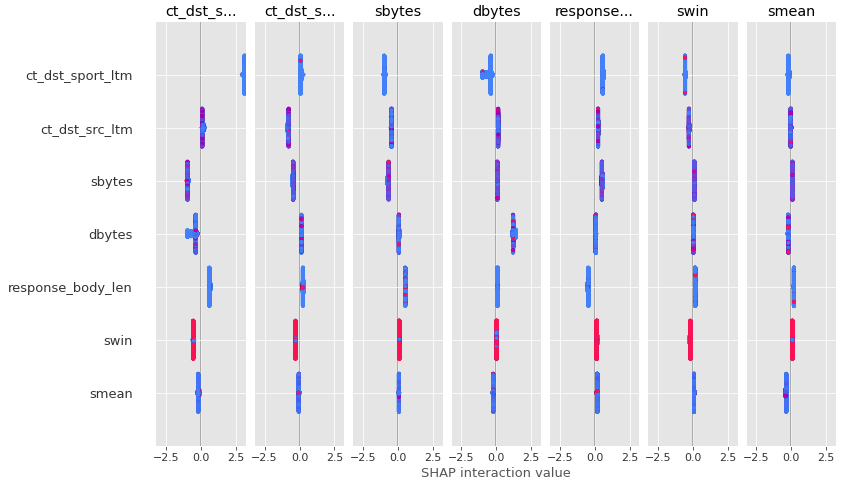 ct_dst_s... ct_dst_s... sbytes dbytes response... swin smean
ct_dst_sport_ltm
ct_dst_src_ltm
sbytes
dbytes
response_body_len
swin
smean
−2.5 0.0 2.5 −2.5 0.0 2.5 −2.5 0.0 2.5 −2.5 0.0 2.5 −2.5 0.0 2.5 −2.5 0.0 2.5 −2.5 0.0 2.5
SHAP interaction value